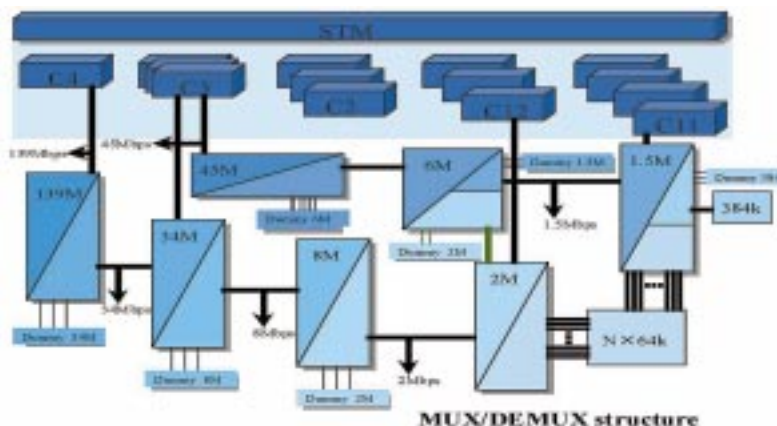 STM
C4
C3
C2
C12
C11
139Mbps
45Mbps
45M
6M
Dummy 1.5M
1.5M
139M
Dummy 6M
384k
34M
1.5Mbps
8M
Dummy 2M
2M
34Mbps
8Mbps
N×64k
Dummy 34M
2Mbps
Dummy 8M
Dummy 2M
MUX/DEMUX structure